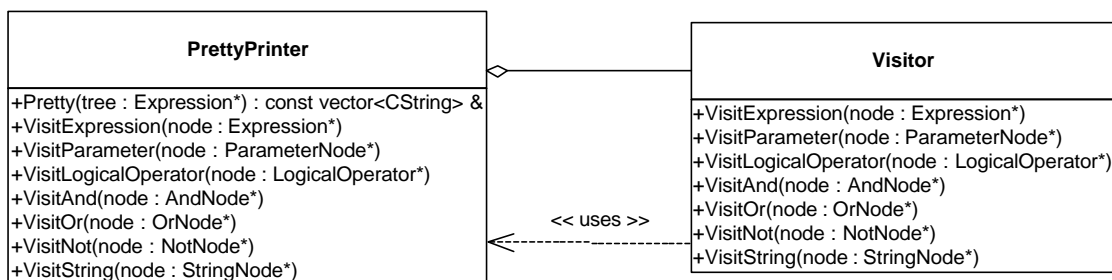 PrettyPrinter
+Pretty(tree : Expression*) : const vector<CString> &
+VisitExpression(node : Expression*)
+VisitParameter(node : ParameterNode*)
+VisitLogicalOperator(node : LogicalOperator*)
+VisitAnd(node : AndNode*)
+VisitOr(node : OrNode*)
+VisitNot(node : NotNode*)
+VisitString(node : StringNode*)
<< uses >>
Visitor
+VisitExpression(node : Expression*)
+VisitParameter(node : ParameterNode*)
+VisitLogicalOperator(node : LogicalOperator*)
+VisitAnd(node : AndNode*)
+VisitOr(node : OrNode*)
+VisitNot(node : NotNode*)
+VisitString(node : StringNode*)